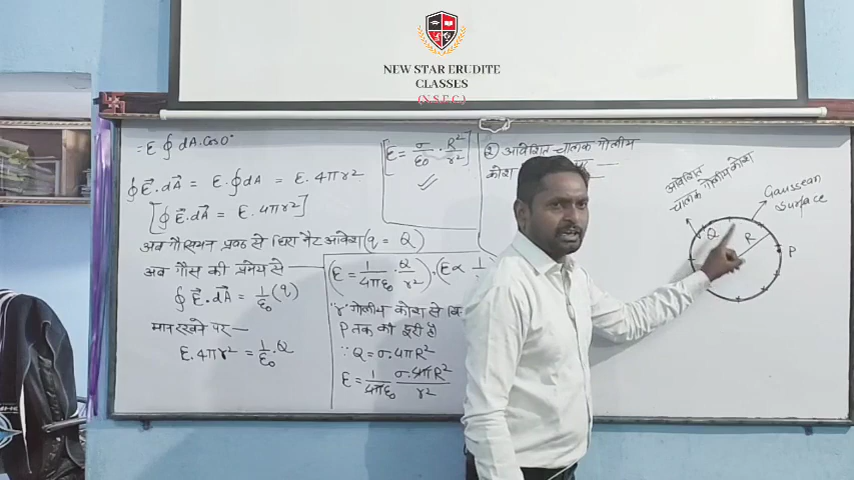 NEW STAR ERUDITE
CLASSES
(N.S.E.C.)
= E ∮ dA.Cos0°
∮E⃗.dA⃗ = E.∮dA = E.4πr²
[∮E⃗.dA⃗ = E.4πr²]
अब गौसियन पृष्ठ से घिरा नेट आवेश (q = Q)
अब गौस की प्रमेय से —
∮E⃗.dA⃗ = 1/ε₀ (q)
मान रखने पर —
E.4πr² = 1/ε₀ . Q
[E = σ/ε₀ . R²/r²]
(E = 1/4πε₀ . Q/r²), (E ∝ 1
"r" गोलीय कोश से
P तक की दूरी है
∵ Q = σ.4πR²
E = 1/4πε₀ σ.4πR²/r²
② आवेशित चालक गोलीय
कोश
आवेशित
चालक गोलीय कोश
Gaussean
Surface
Q
R
P